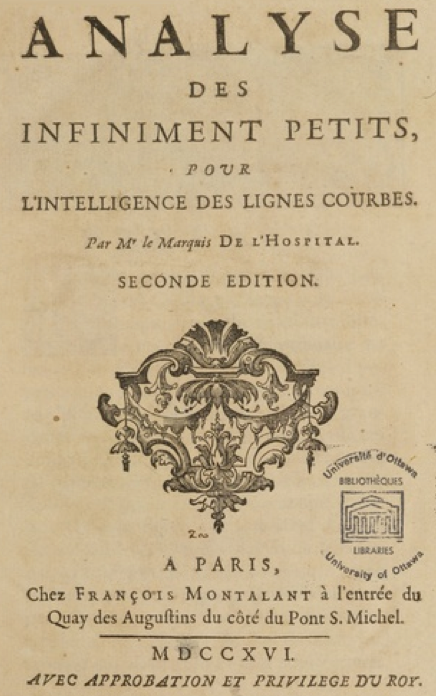 ANALYSE
DES
INFINIMENT PETITS,
POUR
L'INTELLIGENCE DES LIGNES COURBES.
Par Mr le Marquis DE L'HOSPITAL.
SECONDE EDITION.
Université d'Ottawa
BIBLIOTHÈQUES
LIBRARIES
University of Ottawa
A PARIS,
Chez FRANÇOIS MONTALANT à l'entrée du
Quay des Auguſtins du côté du Pont S. Michel.
MDCCXVI.
AVEC APPROBATION ET PRIVILEGE DU ROY.